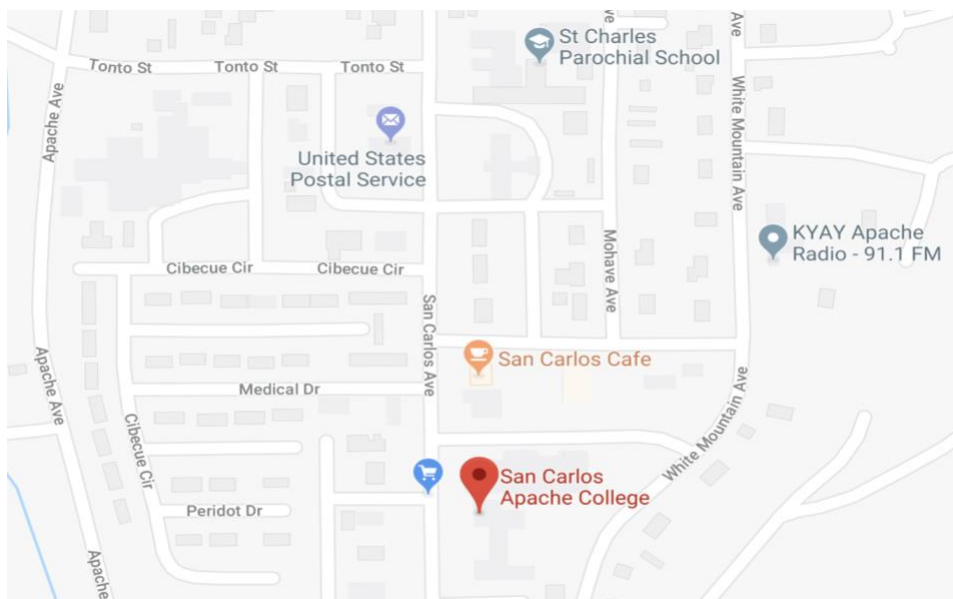 Ave
Ave
St Charles
Parochial School
Tonto St
Tonto St
Tonto St
Apache Ave
White Mountain Ave
United States
Postal Service
KYAY Apache
Radio - 91.1 FM
Mohave Ave
Cibecue Cir
Cibecue Cir
San Carlos Ave
San Carlos Cafe
Apache Ave
Medical Dr
White Mountain Ave
Cibecue Cir
San Carlos
Apache College
Peridot Dr
Apache